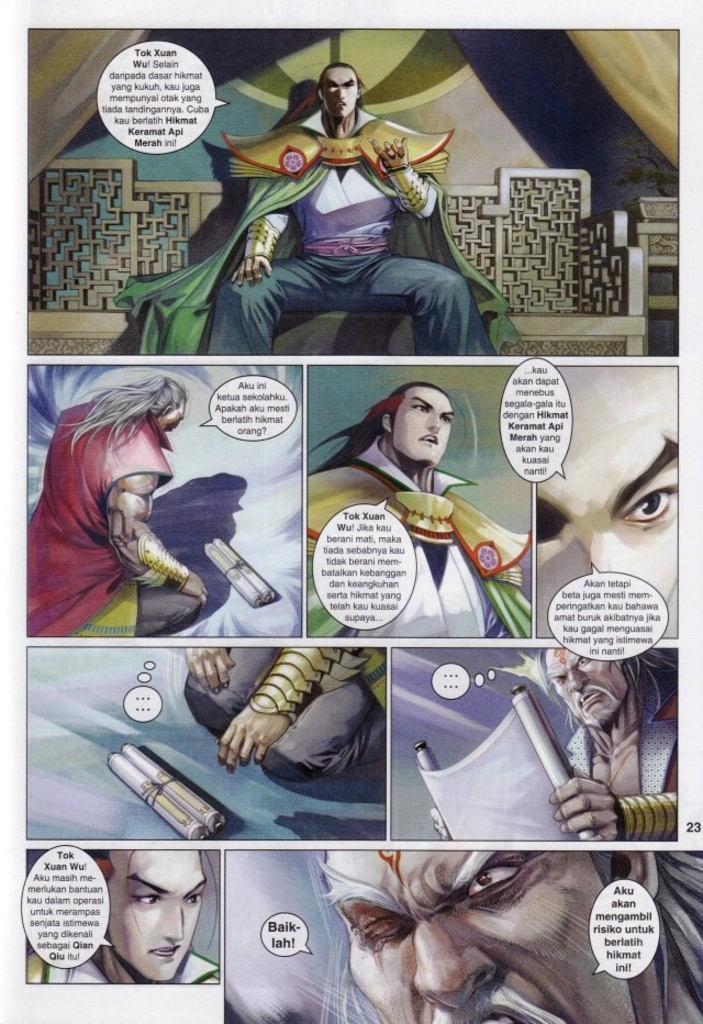 Tok Xuan
Wu! Selain
daripada dasar hikmat
yang kukuh, kau juga
mempunyai otak yang
tiada tandingannya. Cuba
kau berlatih Hikmat
Keramat Api
Merah ini!
Aku ini
ketua sekolahku.
Apakah aku mesti
berlatih hikmat
orang?
Tok Xuan
Wu! Jika kau
berani mati, maka
apa sebabnya kau
tidak berani mem-
batalkan kebanggan
dan keangkuhan
serta hikmat yang
telah kau kuasai
supaya...
...kau
akan dapat
menebus
segala-gala itu
dengan Hikmat
Keramat Api
Merah yang
akan kau
kuasai
nanti!
Akan tetapi
beta juga mesti mem-
peringatkan kau bahawa
amat buruk akibatnya jika
kau gagal menguasai
hikmat istimewa
ini nanti!
...
...
...
...
23
Tok
Xuan Wu!
Aku masih me-
merlukan bantuan
kau dalam operasi
untuk merampas
senjata istimewa
yang dikenali
sebagai Qian
Qiu itu!
Baik-
lah!
Aku
akan
mengambil
risiko untuk
berlatih
hikmat
ini!